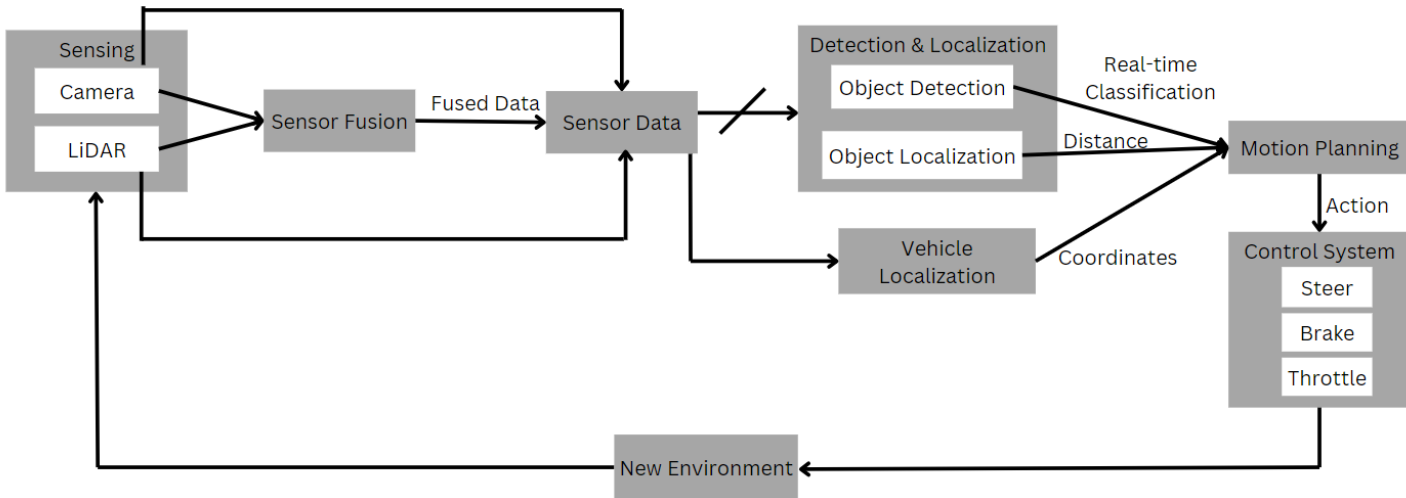 Sensing
Camera
LiDAR
Sensor Fusion
Fused Data
Sensor Data
Detection & Localization
Object Detection
Object Localization
Real-time
Classification
Distance
Vehicle
Localization
Coordinates
Motion Planning
Action
Control System
Steer
Brake
Throttle
New Environment